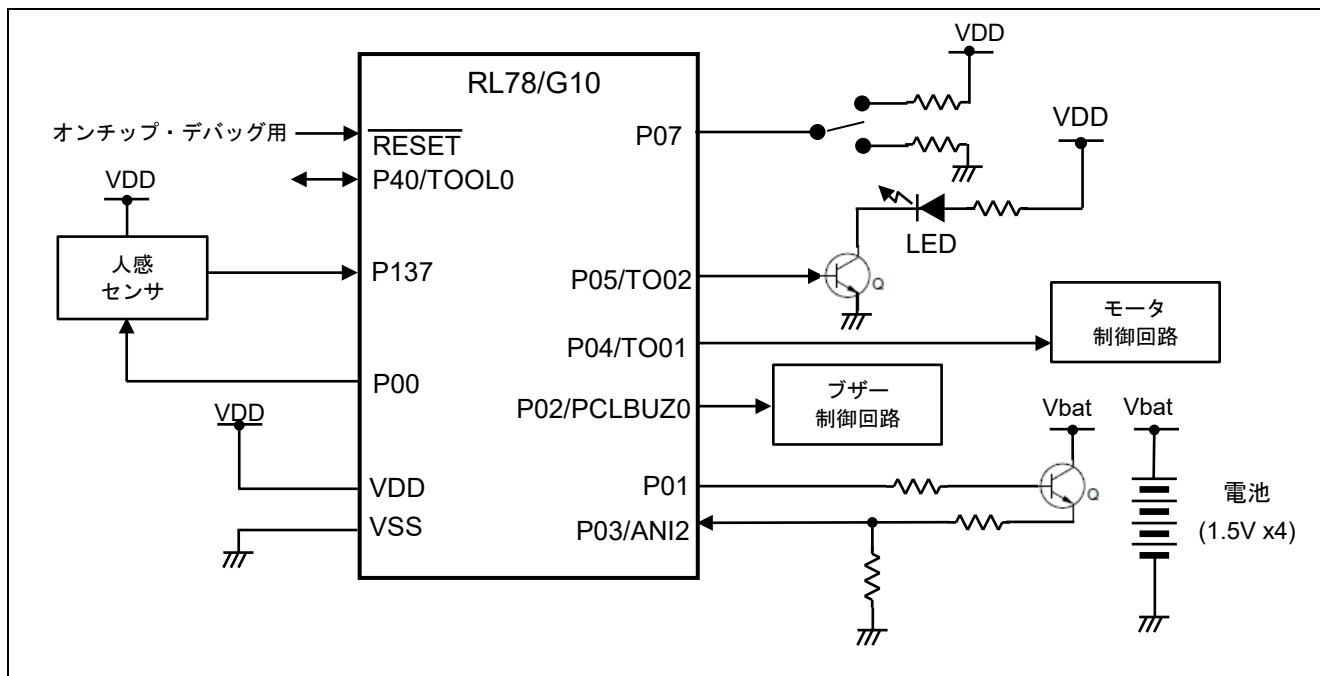 RL78/G10
オンチップ・デバッグ用
RESET
P40/TOOL0
VDD
人感
センサ
P137
P00
VDD
VDD
VSS
P07
VDD
VDD
LED
P05/TO02
Q
P04/TO01
モータ
制御回路
P02/PCLBUZ0
ブザー
制御回路
Vbat
Vbat
P01
Q
P03/ANI2
電池
(1.5V x4)